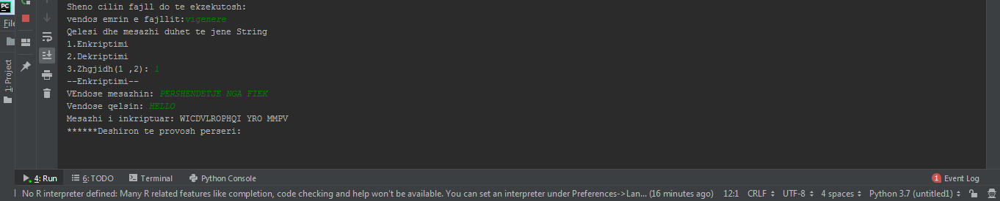 PC
File
1: Project
Sheno cilin fajll do te ekzekutosh:
vendos emrin e fajllit:vigenere
Qelesi dhe mesazhi duhet te jene String
1.Enkriptimi
2.Dekriptimi
3.Zhgjidh(1 ,2): 1
--Enkriptimi--
VEndose mesazhin: PERSHENDETJE NGA FIEK
Vendose qelsin: HELLO
Mesazhi i inkriptuar: WICDVLROPHQI YRO MMPV
******Deshiron te provosh perseri:
4: Run 6: TODO Terminal Python Console 1 Event Log
No R interpreter defined: Many R related features like completion, code checking and help won't be available. You can set an interpreter under Preferences->Lan... (16 minutes ago) 12:1 CRLF UTF-8 4 spaces Python 3.7 (untitled1)